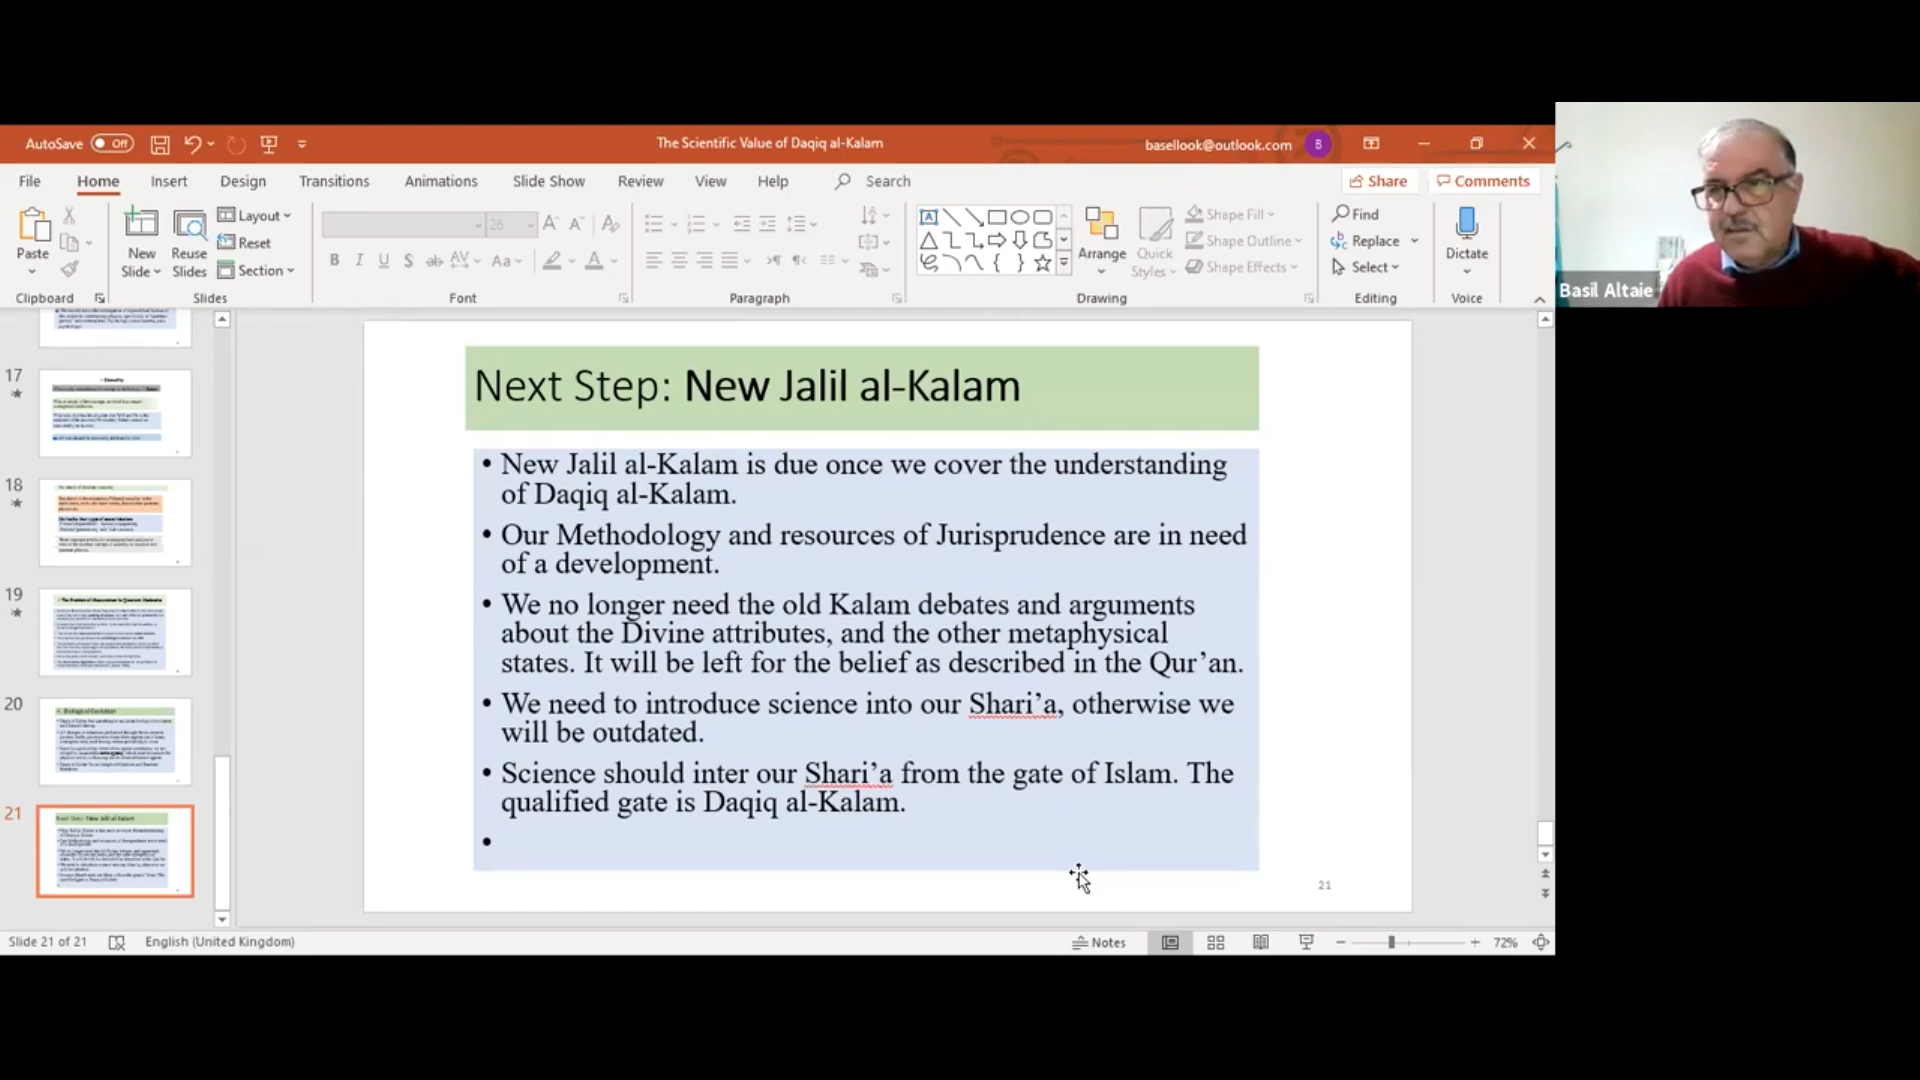 AutoSave Off
The Scientific Value of Daqiq al-Kalam
basellook@outlook.com B
File Home Insert Design Transitions Animations Slide Show Review View Help Search
Share Comments
Paste
Clipboard
New
Slide
Reuse
Slides
Layout
Reset
Section
Slides
26
Font
Paragraph
Arrange
Quick
Styles
Shape Fill
Shape Outline
Shape Effects
Drawing
Find
Replace
Select
Editing
Dictate
Voice
Basil Altaie
17
18
19
20
21
Next Step: New Jalil al-Kalam
• New Jalil al-Kalam is due once we cover the understanding
of Daqiq al-Kalam.
• Our Methodology and resources of Jurisprudence are in need
of a development.
• We no longer need the old Kalam debates and arguments
about the Divine attributes, and the other metaphysical
states. It will be left for the belief as described in the Qur’an.
• We need to introduce science into our Shari’a, otherwise we
will be outdated.
• Science should inter our Shari’a from the gate of Islam. The
qualified gate is Daqiq al-Kalam.
•
21
Slide 21 of 21 English (United Kingdom)
Notes
72%